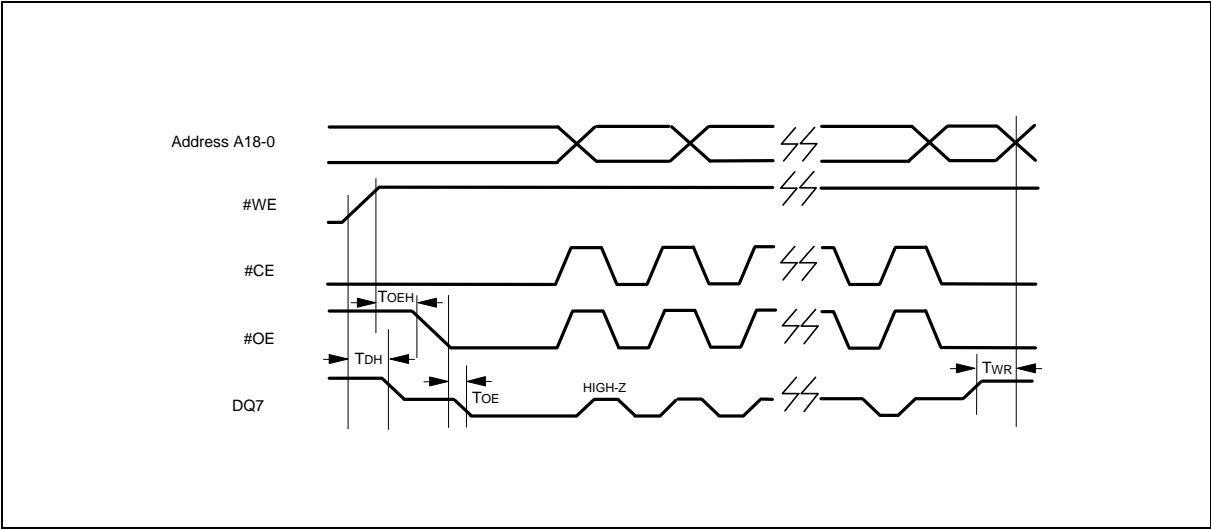 Address A18-0
#WE
#CE
TOEH
#OE
TDH
TWR
HIGH-Z
TOE
DQ7